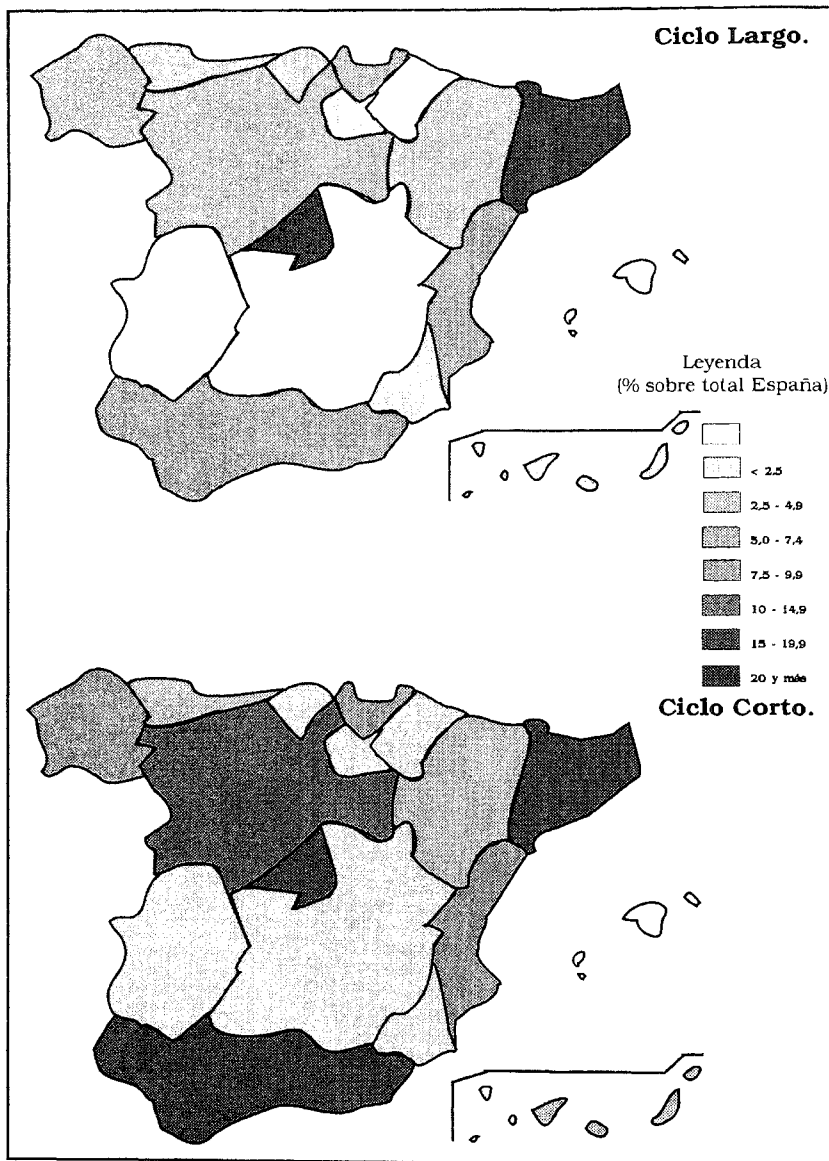 Ciclo Largo.
Leyenda
(% sobre total España)
< 2,5
2,5 - 4,9
5,0 - 7,4
7,5 - 9,9
10 - 14,9
15 - 19,9
20 y más
Ciclo Corto.